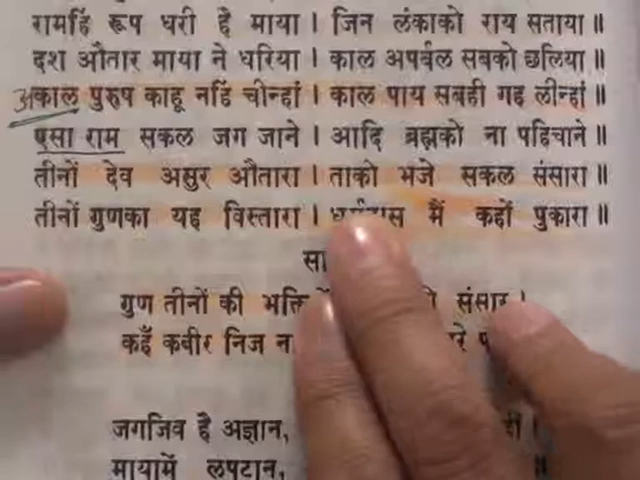 रामहिं रूप धरी है माया। जिन लंकाको राय सताया॥
दश औतार माया ने धरिया। काल अपर्बल सबको छलिया॥
अकाल पुरुष काहू नहिं चीन्हां। काल पाय सबही गह लीन्हां॥
एसा राम सकल जग जाने। आदि ब्रह्मको ना पहिचाने॥
तीनों देव असुर औतारा। ताको भजे सकल संसारा॥
तीनों गुणका यह विस्तारा। धर्मदास मैं कहों पुकारा॥
गुण तीनों की भक्ति संसार।
कहँ कबीर निज
जगजिव है अज्ञान,
मायामें लपटान, ॥